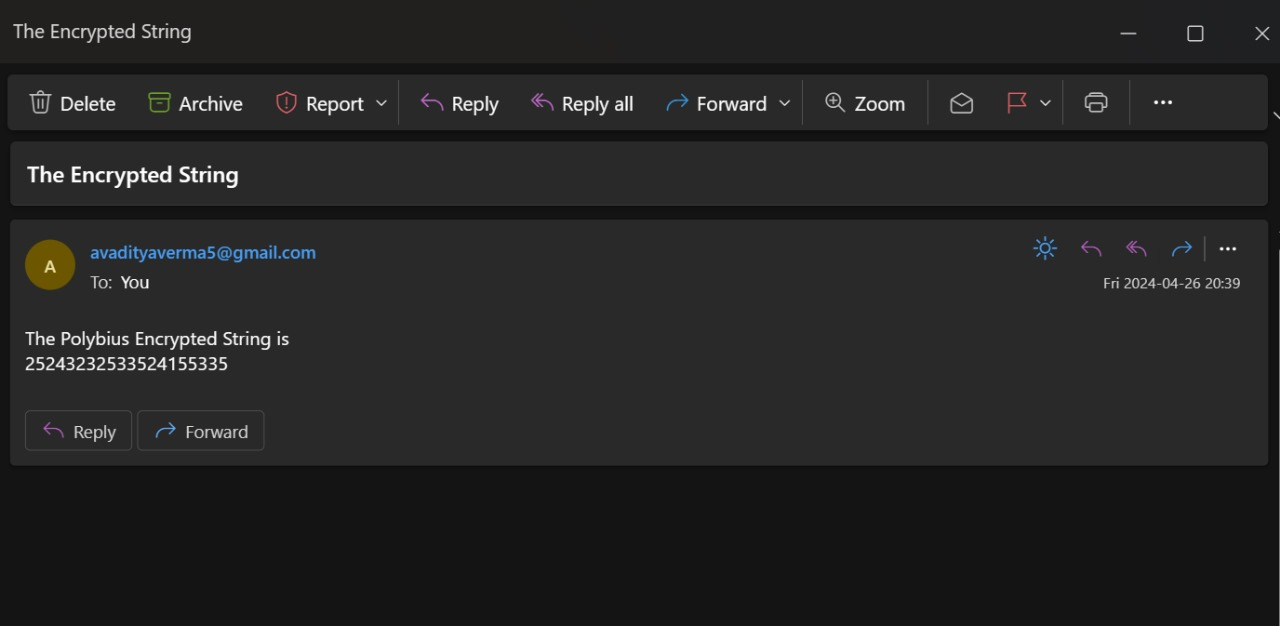 The Encrypted String
Delete Archive Report Reply Reply all Forward Zoom
The Encrypted String
A
avadityaverma5@gmail.com
To: You
Fri 2024-04-26 20:39
The Polybius Encrypted String is
25243232533524155335
Reply Forward